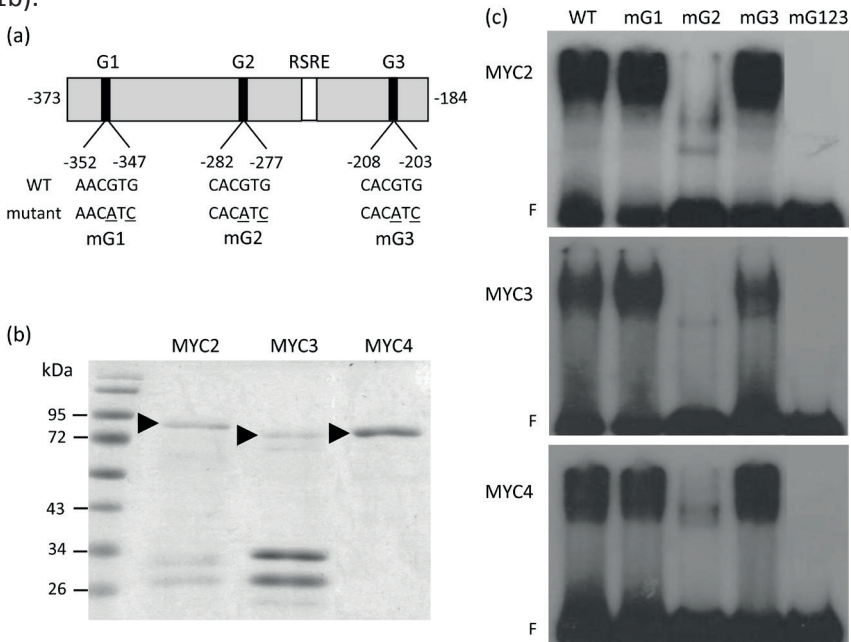 1b).
(a)
G1 G2 RSRE G3
-373 -184
-352 -347 -282 -277 -208 -203
WT AACGTG CACGTG CACGTG
mutant AACATC CACATC CACATC
mG1 mG2 mG3
(b)
MYC2 MYC3 MYC4
kDa
95
72
43
34
26
(c)
WT mG1 mG2 mG3 mG123
MYC2
F
MYC3
F
MYC4
F